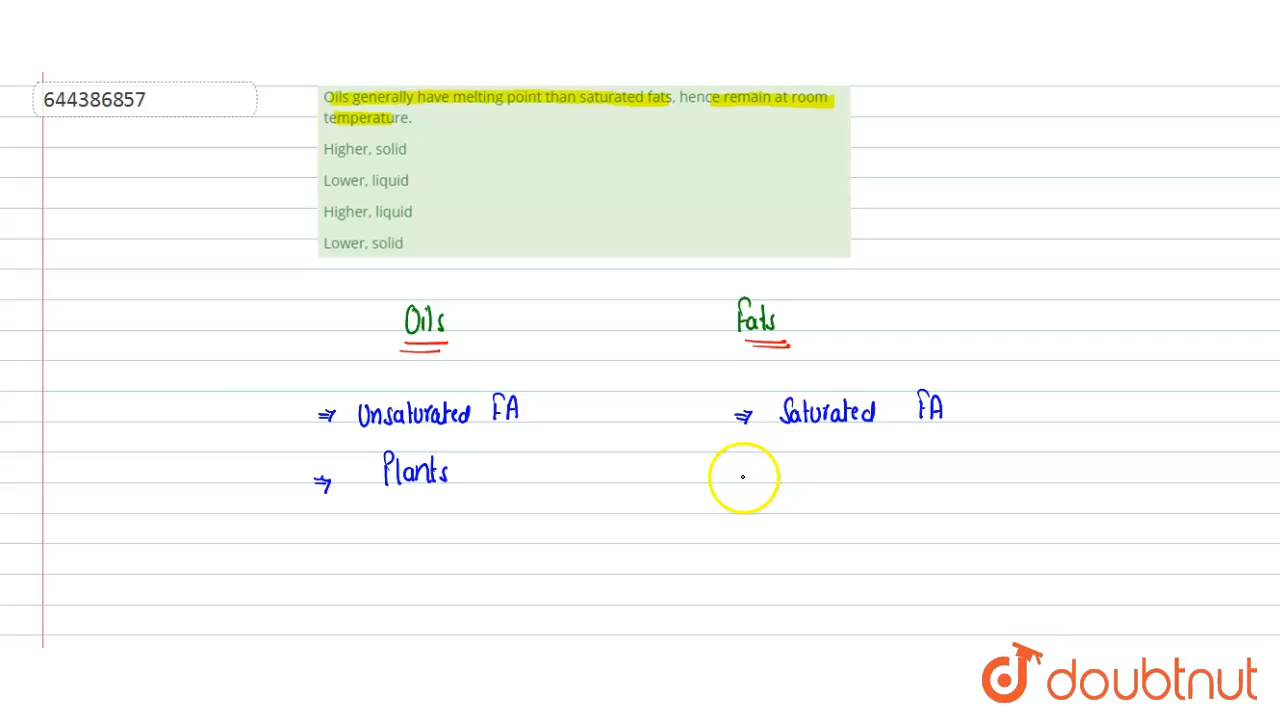 644386857
Oils generally have melting point than saturated fats, hence remain at room
temperature.
Higher, solid
Lower, liquid
Higher, liquid
Lower, solid
Oils Fats
⇒ Unsaturated FA ⇒ Saturated FA
⇒ Plants
doubtnut